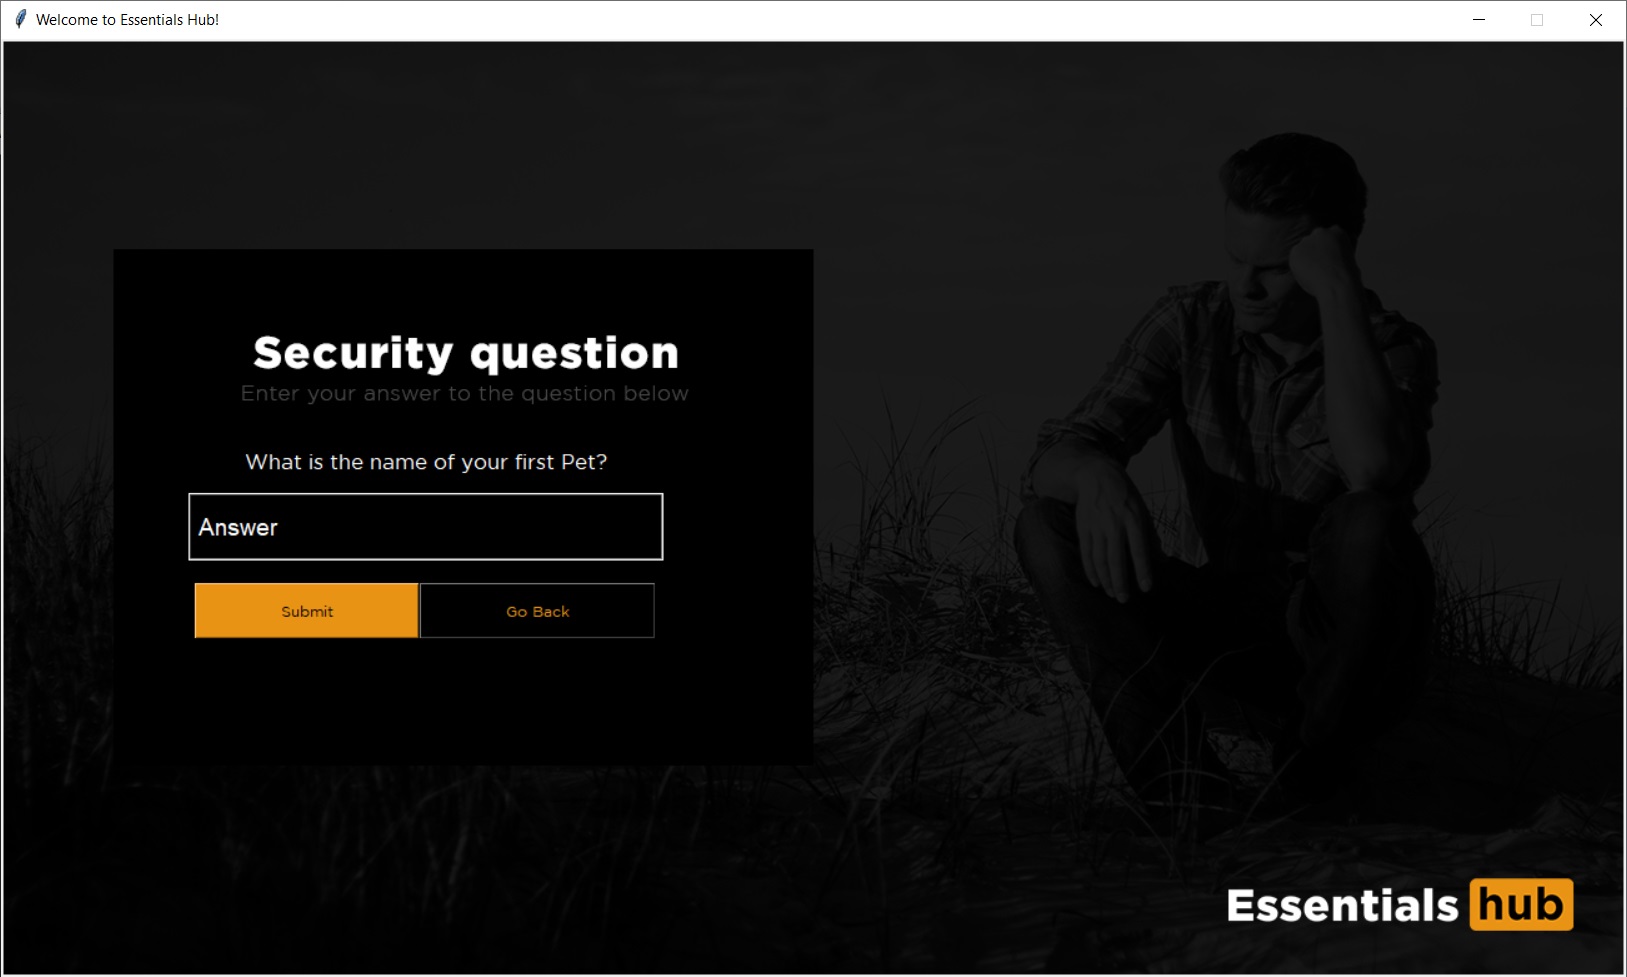 Welcome to Essentials Hub!
Security question
Enter your answer to the question below
What is the name of your first Pet?
Answer
Submit Go Back
Essentials hub